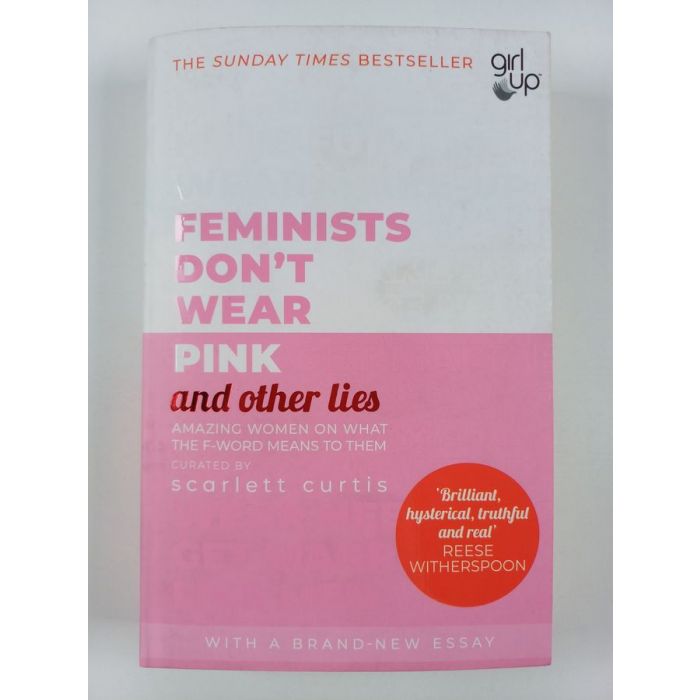 THE SUNDAY TIMES BESTSELLER
girl up™
FEMINISTS
DON'T
WEAR
PINK
and other lies
AMAZING WOMEN ON WHAT
THE F-WORD MEANS TO THEM
CURATED BY
scarlett curtis
'Brilliant,
hysterical, truthful
and real'
REESE
WITHERSPOON
WITH A BRAND-NEW ESSAY